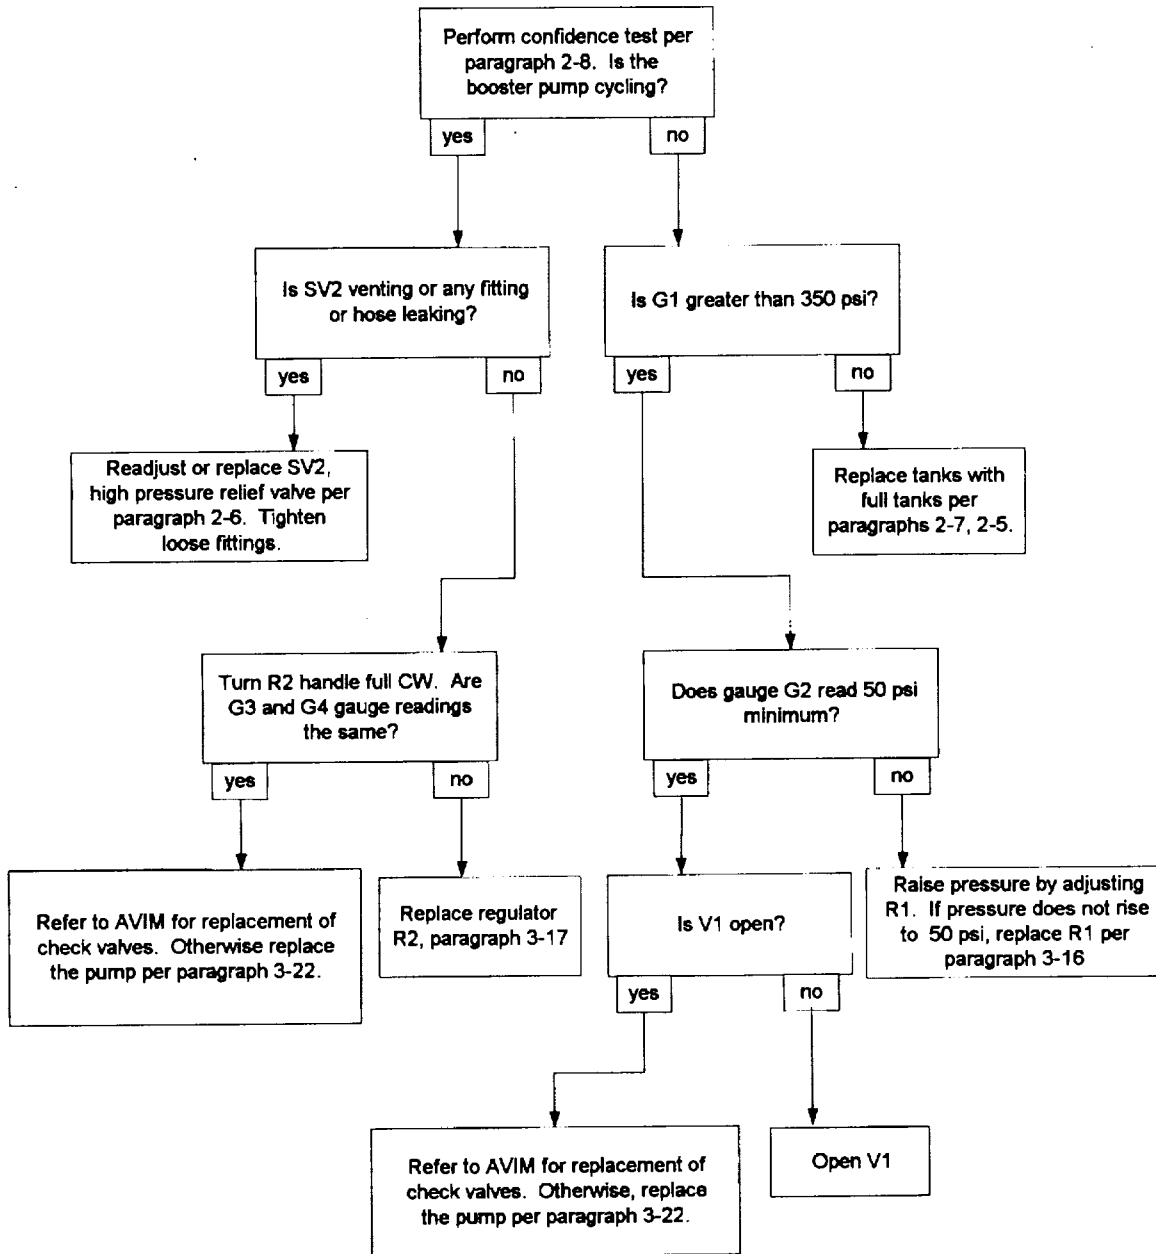 Perform confidence test per
paragraph 2-8. Is the
booster pump cycling?
yes
no
Is SV2 venting or any fitting
or hose leaking?
Is G1 greater than 350 psi?
yes
no
yes
no
Readjust or replace SV2,
high pressure relief valve per
paragraph 2-6. Tighten
loose fittings.
Replace tanks with
full tanks per
paragraphs 2-7, 2-5.
Turn R2 handle full CW. Are
G3 and G4 gauge readings
the same?
Does gauge G2 read 50 psi
minimum?
yes
no
yes
no
Refer to AVIM for replacement of
check valves. Otherwise replace
the pump per paragraph 3-22.
Replace regulator
R2, paragraph 3-17
Is V1 open?
Raise pressure by adjusting
R1. If pressure does not rise
to 50 psi, replace R1 per
paragraph 3-16
yes
no
Refer to AVIM for replacement of
check valves. Otherwise, replace
the pump per paragraph 3-22.
Open V1